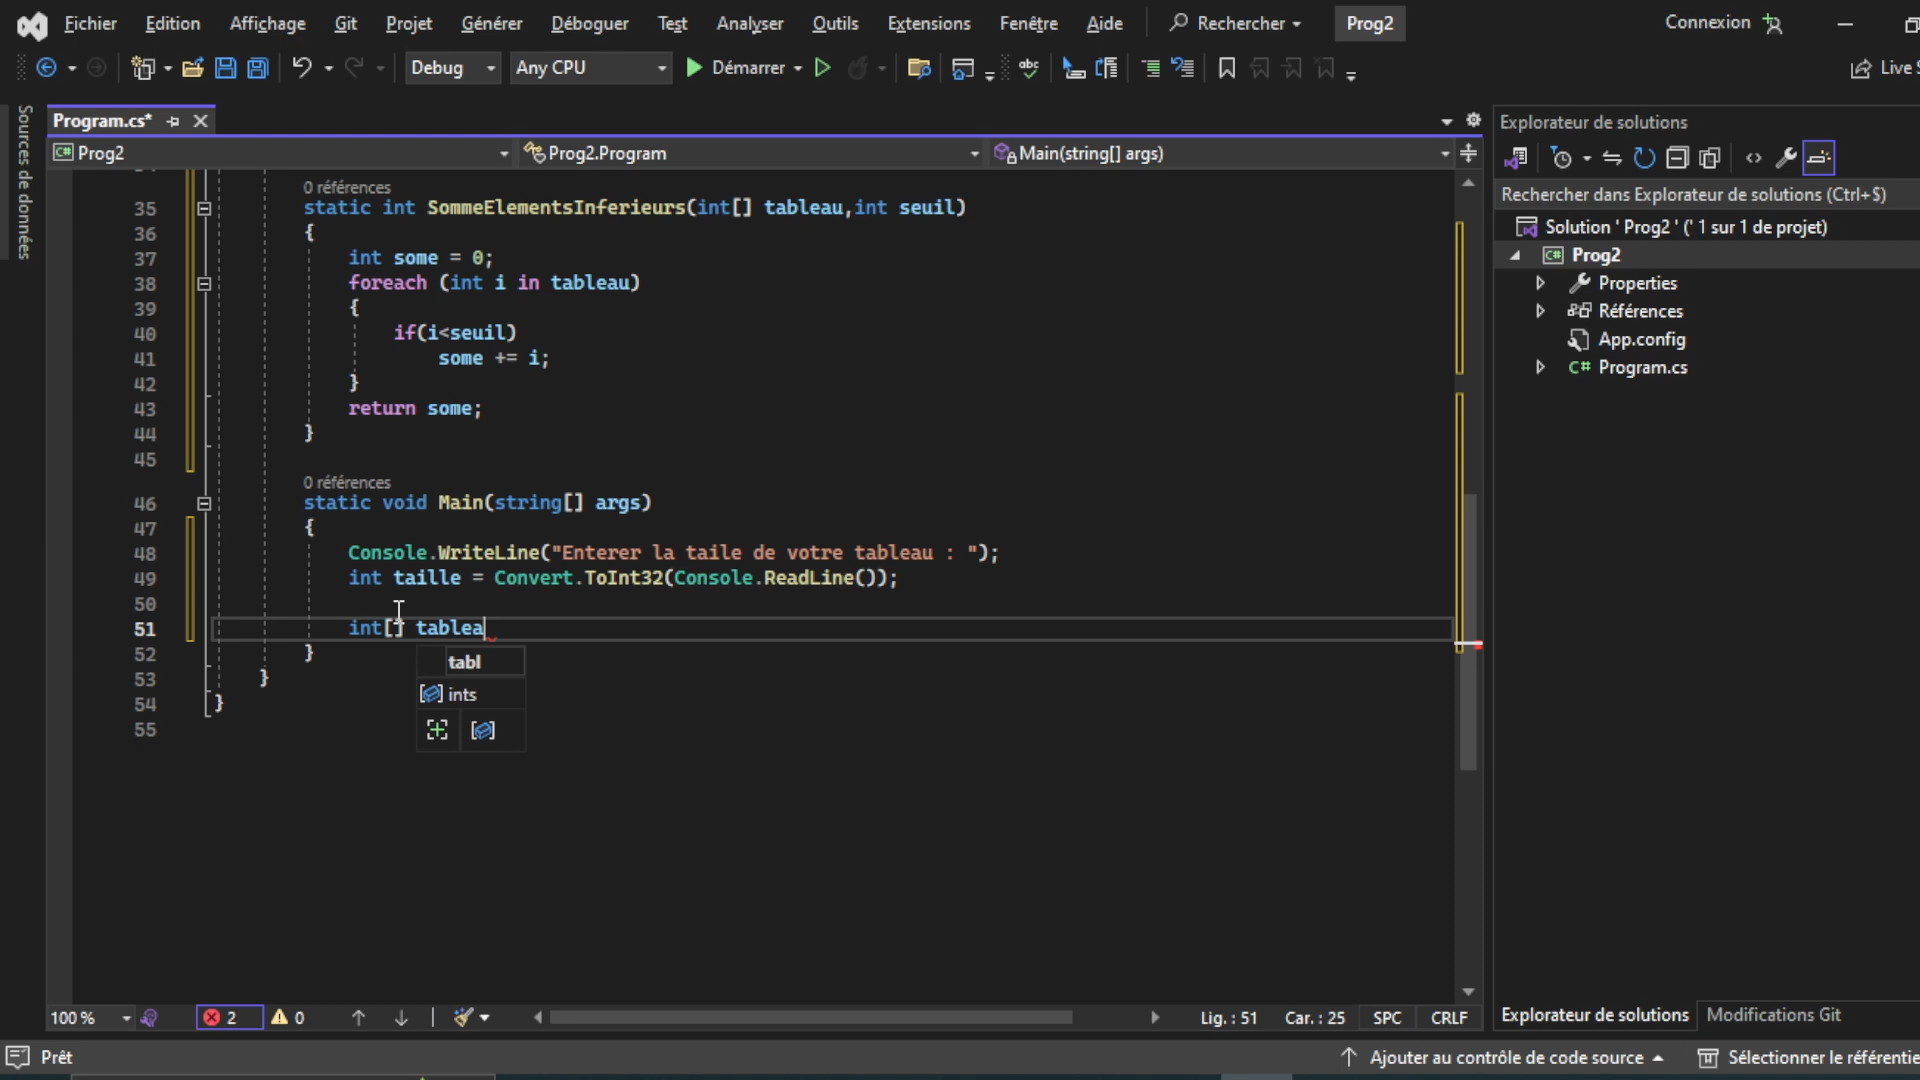 Fichier Edition Affichage Git Projet Générer Déboguer Test Analyser Outils Extensions Fenêtre Aide Rechercher Prog2 Connexion
Debug Any CPU Démarrer abc Live S
Sources de données
Program.cs*
C# Prog2 Prog2.Program Main(string[] args)
0 références
35 static int SommeElementsInferieurs(int[] tableau,int seuil)
36 {
37 int some = 0;
38 foreach (int i in tableau)
39 {
40 if(i<seuil)
41 some += i;
42 }
43 return some;
44 }
45
0 références
46 static void Main(string[] args)
47 {
48 Console.WriteLine("Enterer la taile de votre tableau : ");
49 int taille = Convert.ToInt32(Console.ReadLine());
50
51 int[] tablea
52 }
53 }
54 }
55
tabl
ints
100 % 2 0 Lig. : 51 Car. : 25 SPC CRLF
Explorateur de solutions
Rechercher dans Explorateur de solutions (Ctrl+$)
Solution ' Prog2 ' (' 1 sur 1 de projet)
C# Prog2
Properties
Références
App.config
C# Program.cs
Explorateur de solutions Modifications Git
Prêt Ajouter au contrôle de code source Sélectionner le référentie